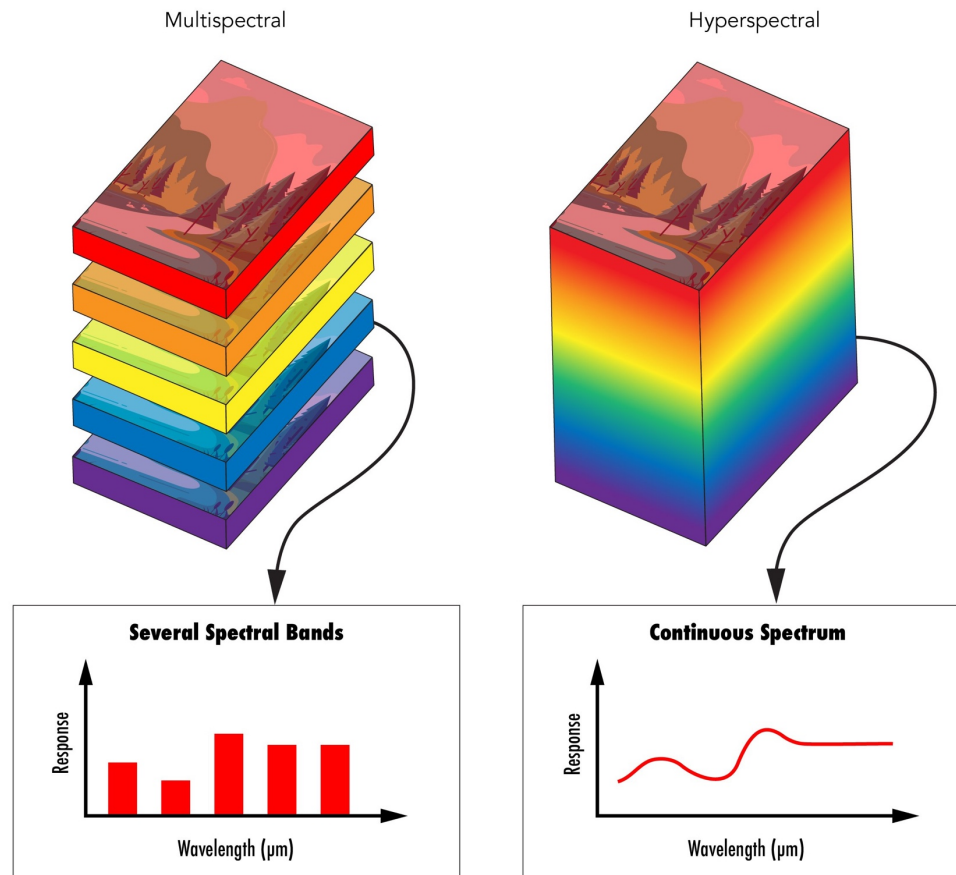 Multispectral
Hyperspectral
Several Spectral Bands
Response
Wavelength (µm)
Continuous Spectrum
Response
Wavelength (µm)